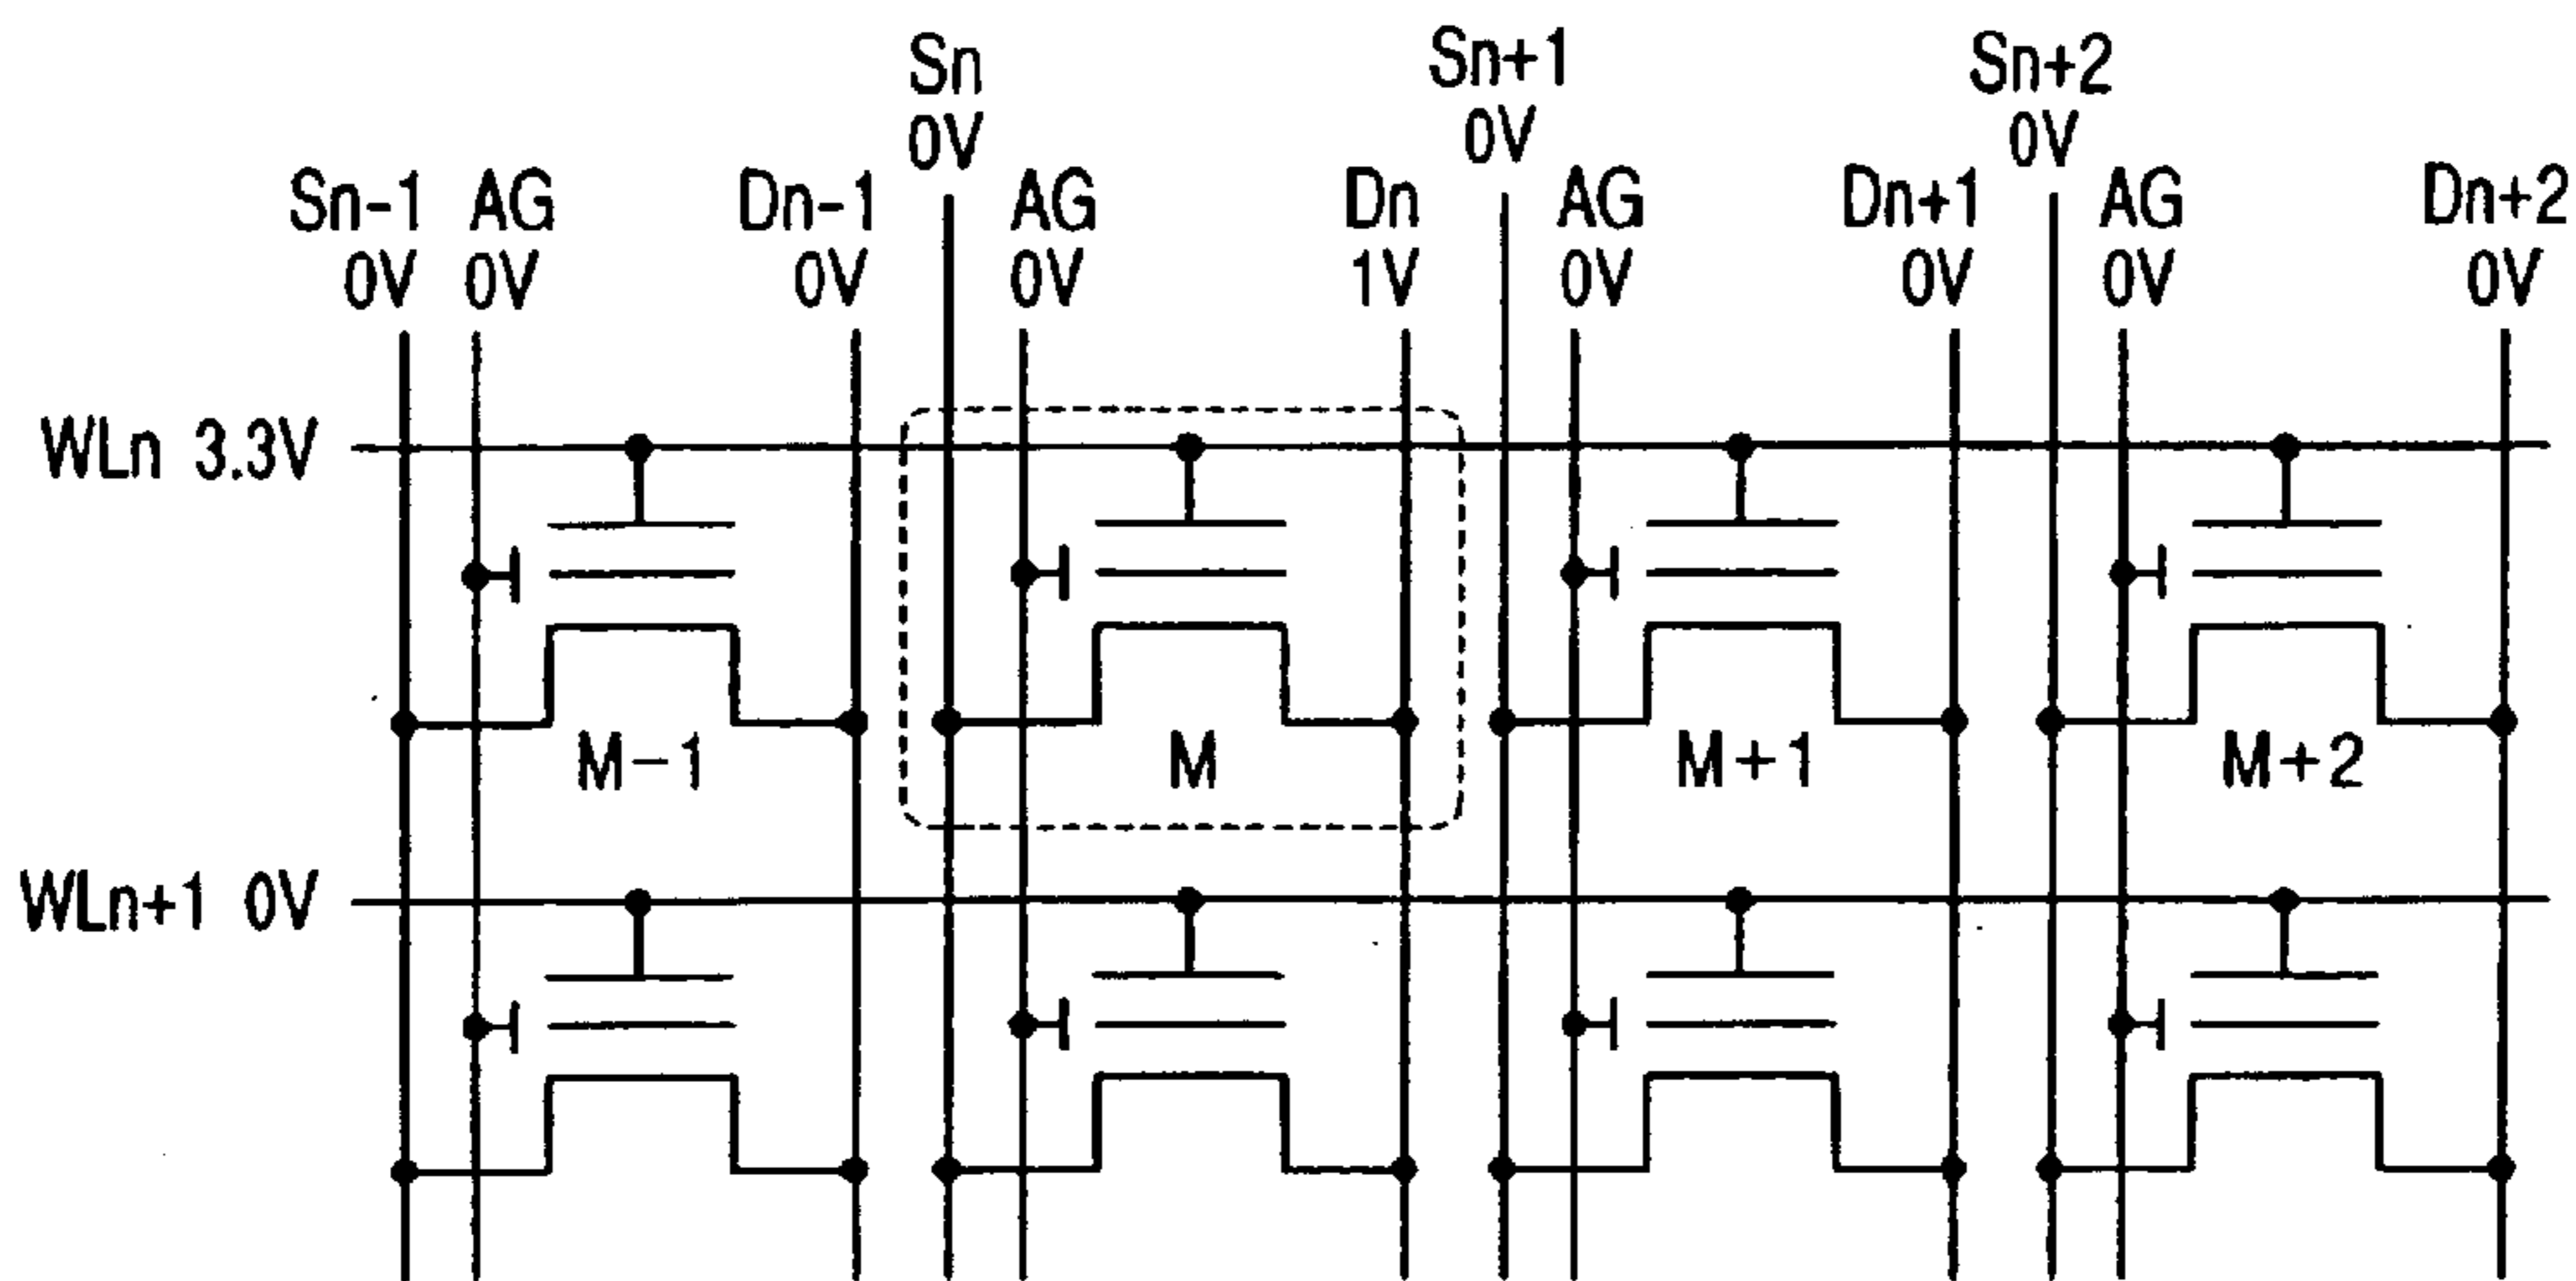 Sn
0V
Sn+1
0V
Sn+2
0V
Sn-1 AG Dn-1 AG Dn AG Dn+1 AG Dn+2
0V 0V 0V 0V 1V 0V 0V 0V 0V
WLn 3.3V
M-1 M M+1 M+2
WLn+1 0V